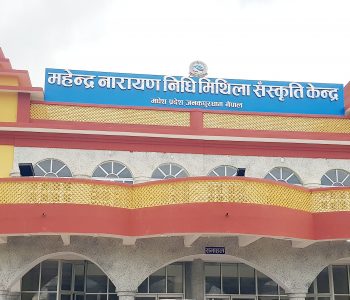 महेन्द्र नारायण निधि मिथिला संस्कृति केन्द्र
मधेश प्रदेश, जनकपुरधाम नेपाल